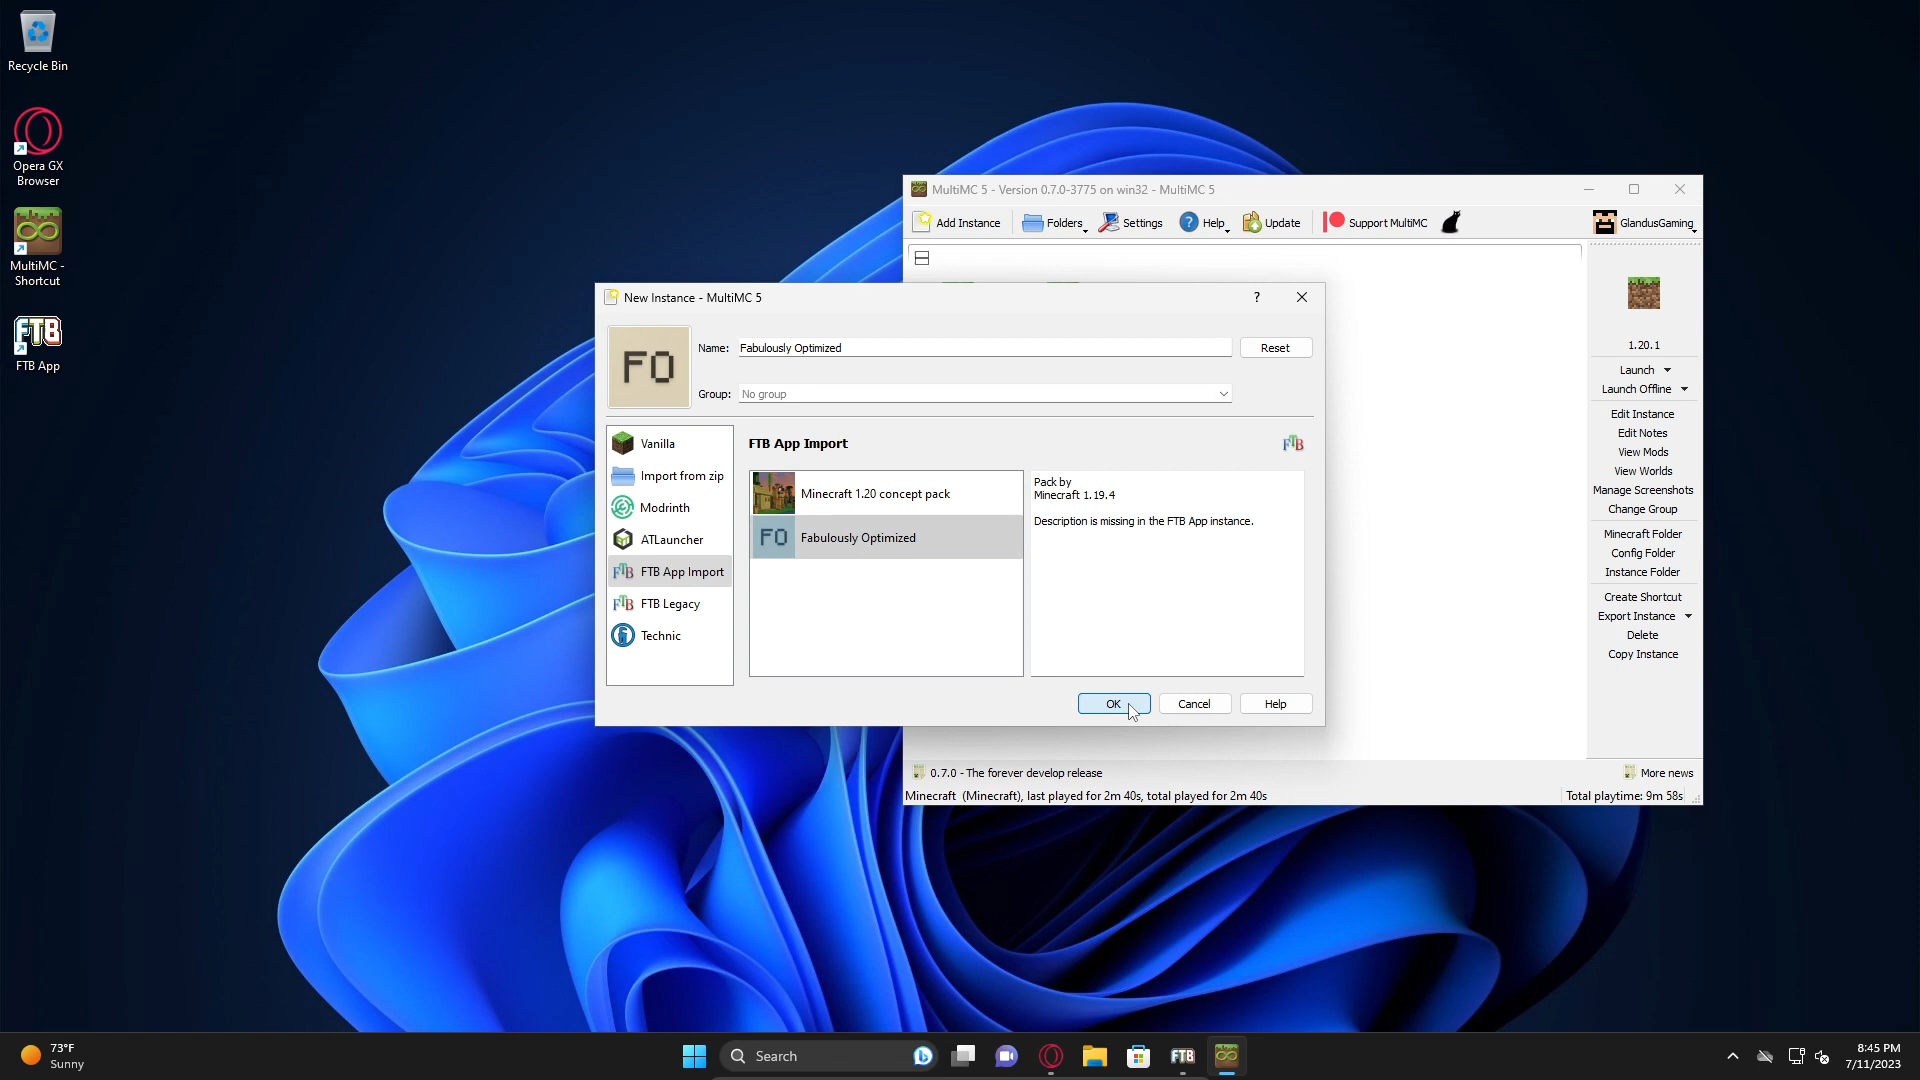 Recycle Bin
Opera GX
Browser
MultiMC -
Shortcut
FTB
FTB App
MultiMC 5 - Version 0.7.0-3775 on win32 - MultiMC 5
Add Instance
Folders
Settings
Help
Update
Support MultiMC
GlandusGaming
1.20.1
Launch
Launch Offline
Edit Instance
Edit Notes
View Mods
View Worlds
Manage Screenshots
Change Group
Minecraft Folder
Config Folder
Instance Folder
Create Shortcut
Export Instance
Delete
Copy Instance
New Instance - MultiMC 5
?
FO
Name:
Fabulously Optimized
Reset
Group:
No group
Vanilla
Import from zip
Modrinth
ATLauncher
FTB
FTB App Import
FTB
FTB Legacy
Technic
FTB App Import
FTB
Minecraft 1.20 concept pack
FO
Fabulously Optimized
Pack by
Minecraft 1.19.4
Description is missing in the FTB App instance.
OK
Cancel
Help
0.7.0 - The forever develop release
More news
Minecraft (Minecraft), last played for 2m 40s, total played for 2m 40s
Total playtime: 9m 58s
73°F
Sunny
Search
FTB
8:45 PM
7/11/2023